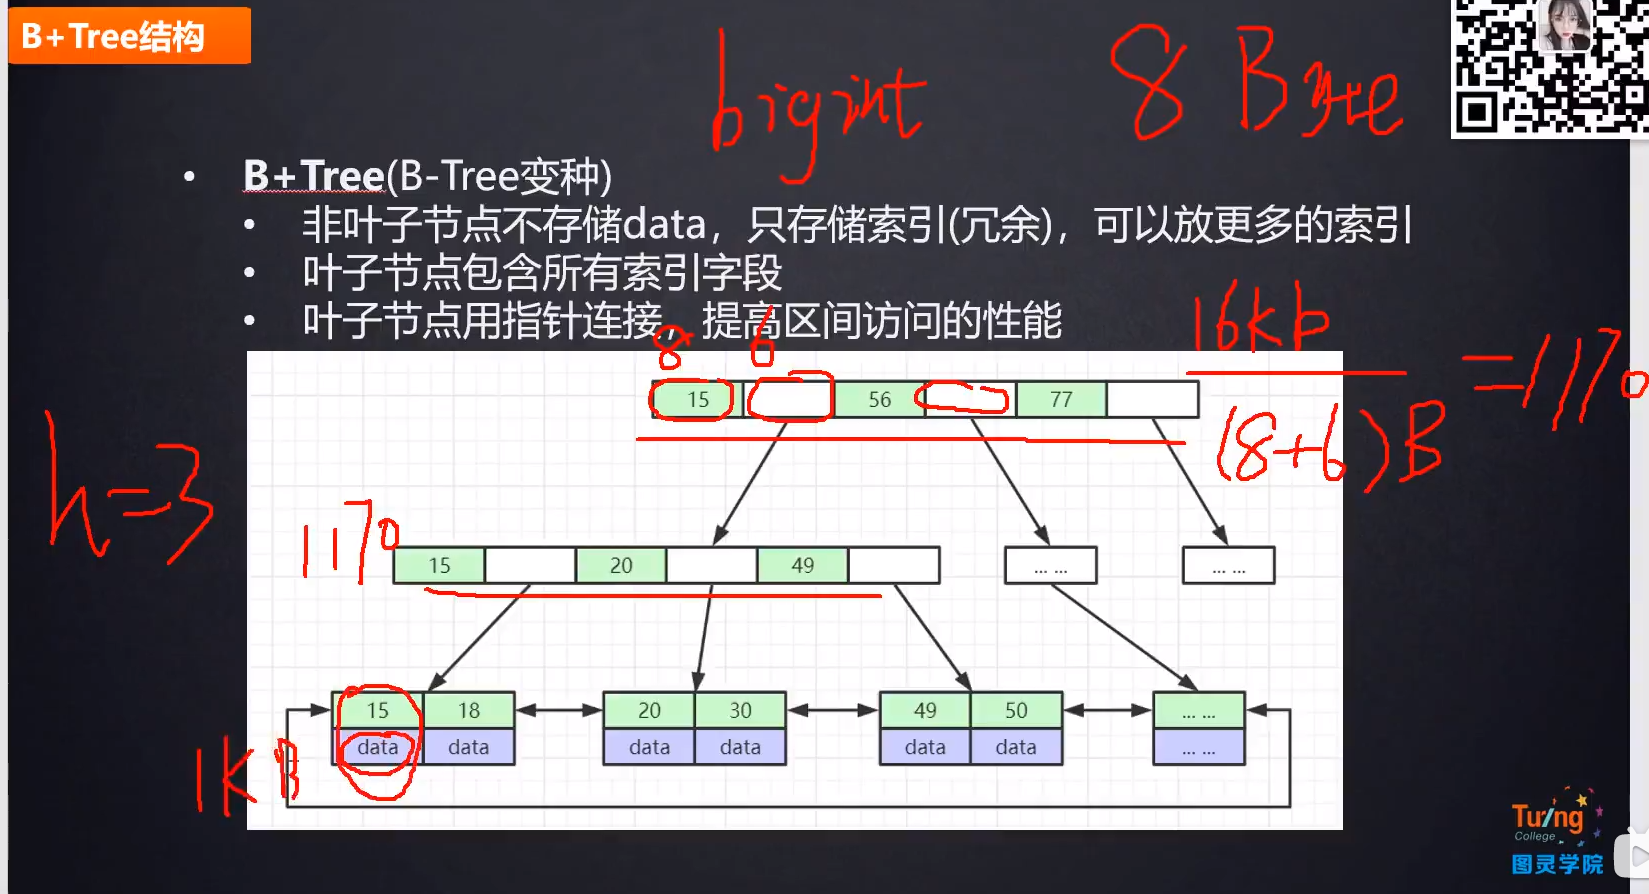 B+Tree结构
bigint 8 Byte
• B+Tree(B-Tree变种)
• 非叶子节点不存储data，只存储索引(冗余)，可以放更多的索引
• 叶子节点包含所有索引字段
• 叶子节点用指针连接，提高区间访问的性能
8 6
16kb
(8+6)B
=1170
15 56 77
h=3
1170
15 20 49 ... ... ... ...
15 18 20 30 49 50 ... ...
data data data data data data ... ...
1KB
Turing
College
图灵学院